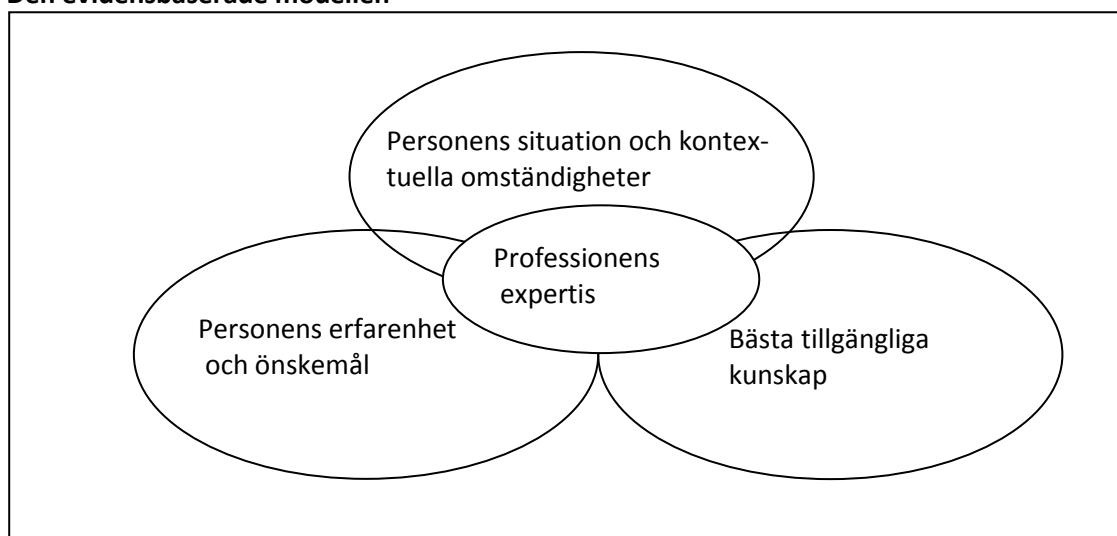 Den evidensbaserade modellen
Personens situation och kontex-
tuella omständigheter
Professionens
expertis
Personens erfarenhet
och önskemål
Bästa tillgängliga
kunskap